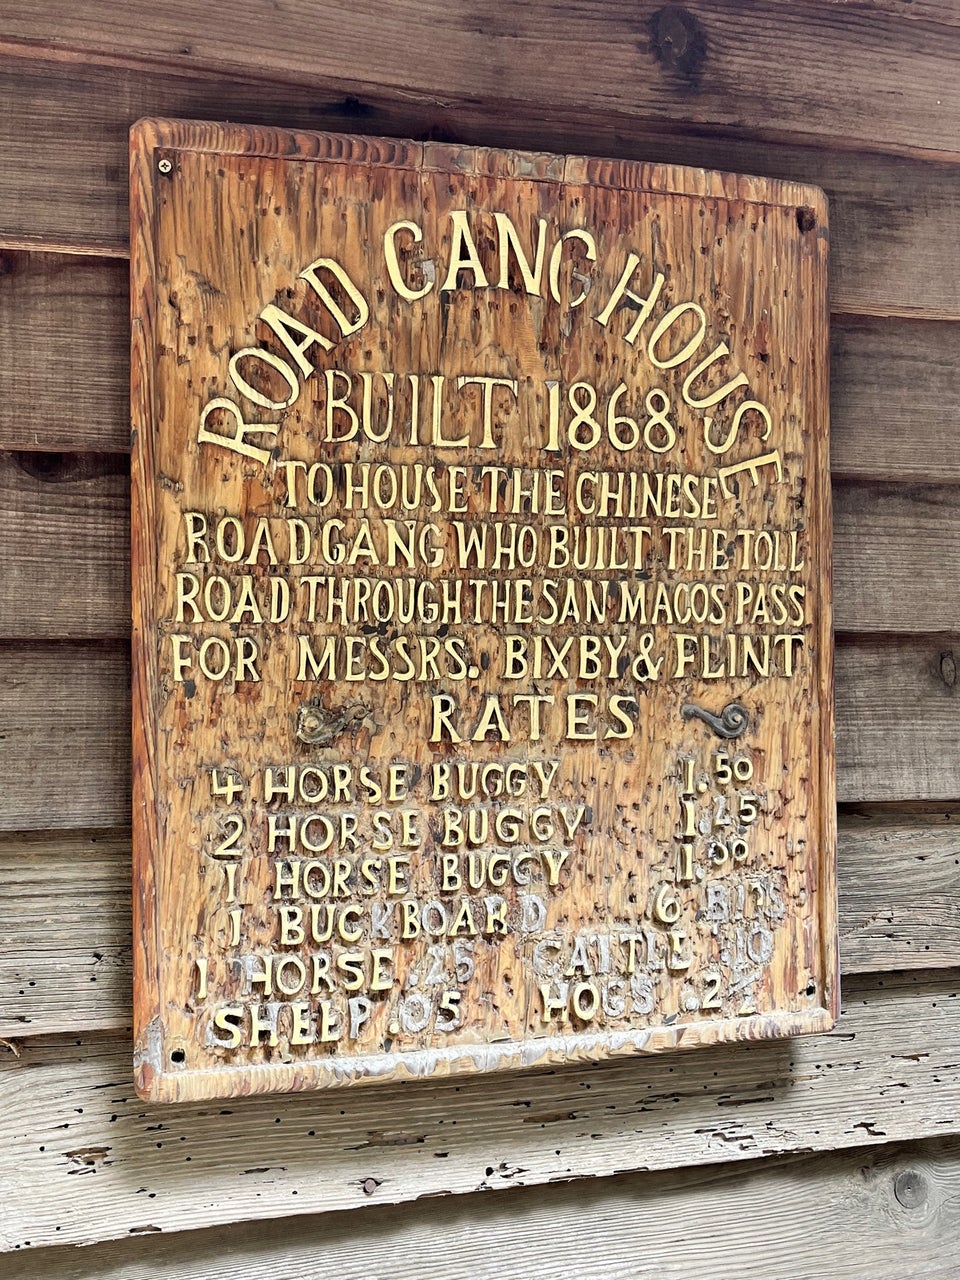 ROAD GANG HOUSE
BUILT 1868
TO HOUSE THE CHINESE
ROAD GANG WHO BUILT THE TOLL
ROAD THROUGH THE SAN MACOS PASS
FOR MESSRS. BIXBY & FLINT
RATES
4 HORSE BUGGY 1.50
2 HORSE BUGGY 1.25
1 HORSE BUGGY 1.00
1 BUCKBOARD 6 BITS
1 HORSE .25 CATTLE .10
SHEEP .05 HOGS .2½